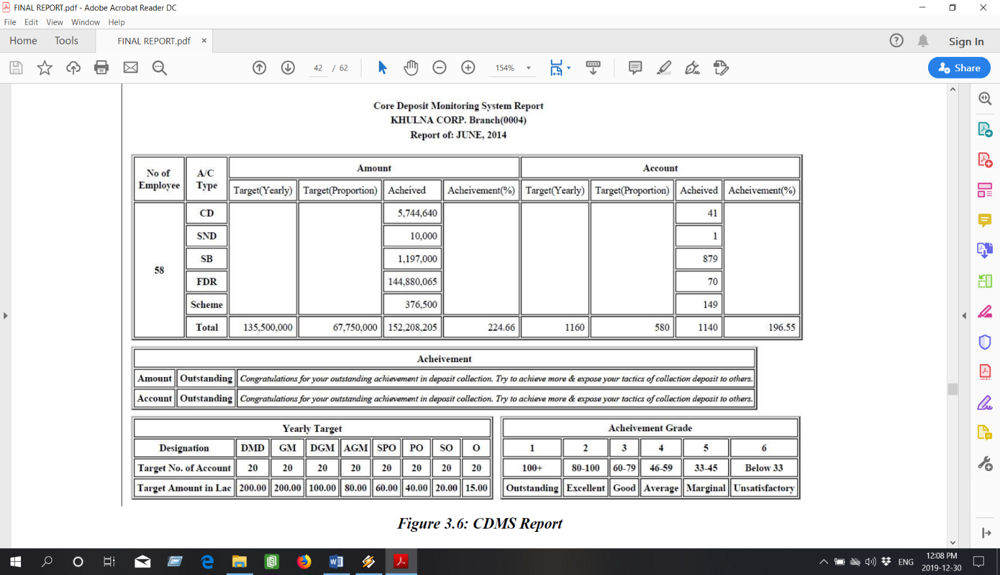 FINAL REPORT.pdf - Adobe Acrobat Reader DC
File Edit View Window Help
Home Tools FINAL REPORT.pdf × Sign In
42 / 62 154% Share
Core Deposit Monitoring System Report
KHULNA CORP. Branch(0004)
Report of: JUNE, 2014
No of Employee A/C Type Amount Account
Target(Yearly) Target(Proportion) Acheived Acheivement(%) Target(Yearly) Target(Proportion) Acheived Acheivement(%)
58
CD 5,744,640 41
SND 10,000 1
SB 1,197,000 879
FDR 144,880,065 70
Scheme 376,500 149
Total 135,500,000 67,750,000 152,208,205 224.66 1160 580 1140 196.55
Acheivement
Amount Outstanding Congratulations for your outstanding achievement in deposit collection. Try to achieve more & expose your tactics of collection deposit to others.
Account Outstanding Congratulations for your outstanding achievement in deposit collection. Try to achieve more & expose your tactics of collection deposit to others.
Yearly Target
Designation DMD GM DGM AGM SPO PO SO O
Target No. of Account 20 20 20 20 20 20 20 20
Target Amount in Lac 200.00 200.00 100.00 80.00 60.00 40.00 20.00 15.00
Acheivement Grade
1 2 3 4 5 6
100+ 80-100 60-79 46-59 33-45 Below 33
Outstanding Excellent Good Average Marginal Unsatisfactory
Figure 3.6: CDMS Report
ENG 12:08 PM
2019-12-30